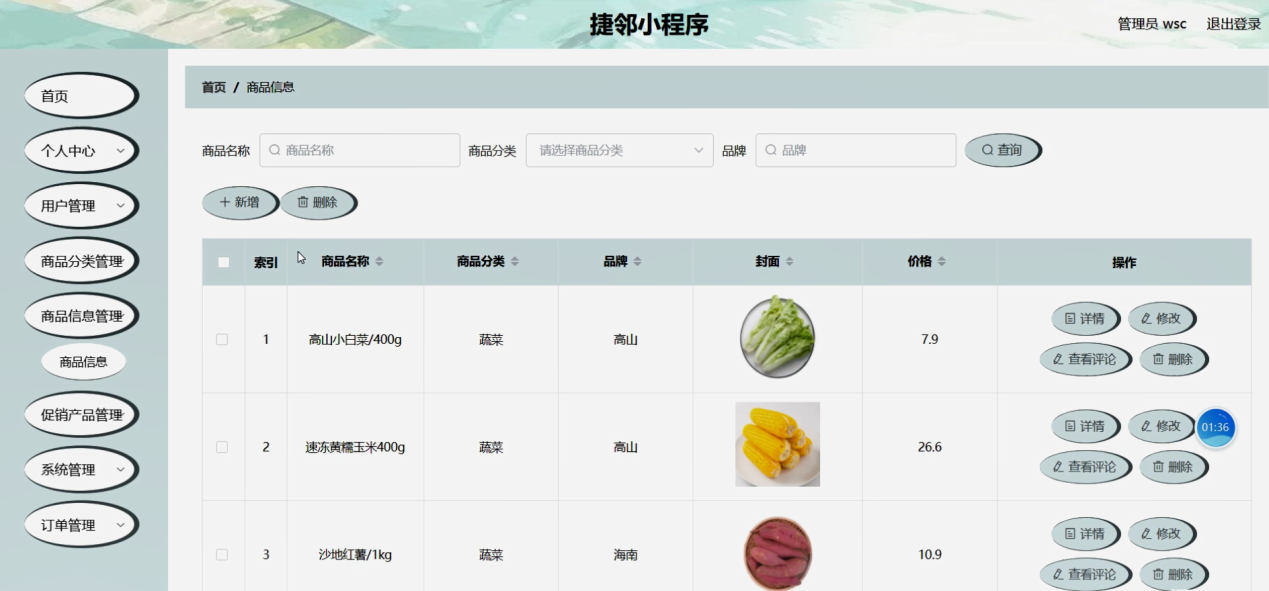 捷邻小程序
管理员 wsc 退出登录
首页
个人中心
用户管理
商品分类管理
商品信息管理
商品信息
促销产品管理
系统管理
订单管理
首页 / 商品信息
商品名称 商品名称 商品分类 请选择商品分类 品牌 品牌 查询
新增 删除
索引 商品名称 商品分类 品牌 封面 价格 操作
1 高山小白菜/400g 蔬菜 高山 7.9 详情 修改
查看评论 删除
2 速冻黄糯玉米400g 蔬菜 高山 26.6 详情 修改
查看评论 删除
01:36
3 沙地红薯/1kg 蔬菜 海南 10.9 详情 修改
查看评论 删除